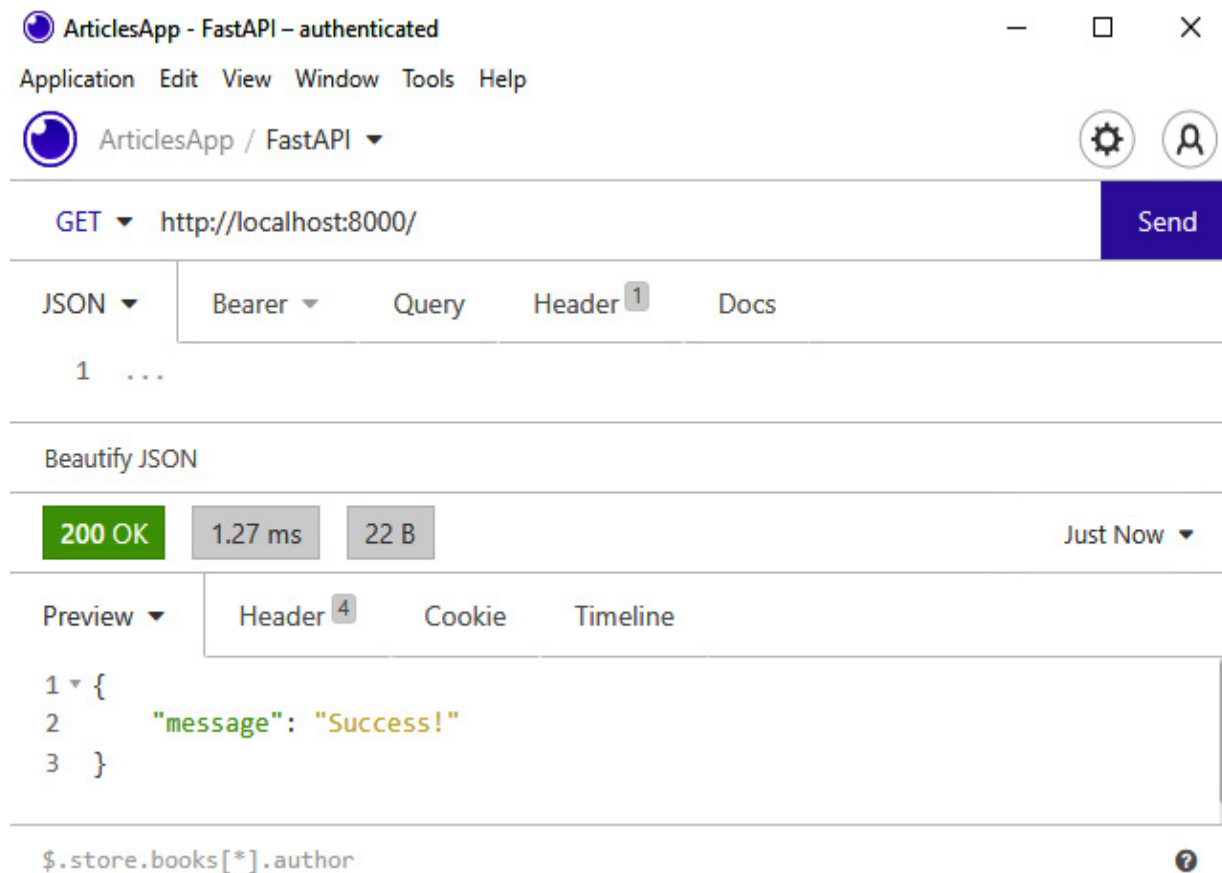 ArticlesApp - FastAPI – authenticated
Application Edit View Window Tools Help
ArticlesApp / FastAPI
GET http://localhost:8000/ Send
JSON Bearer Query Header 1 Docs
1 ...
Beautify JSON
200 OK 1.27 ms 22 B Just Now
Preview Header 4 Cookie Timeline
1 {
2 "message": "Success!"
3 }
$.store.books[*].author